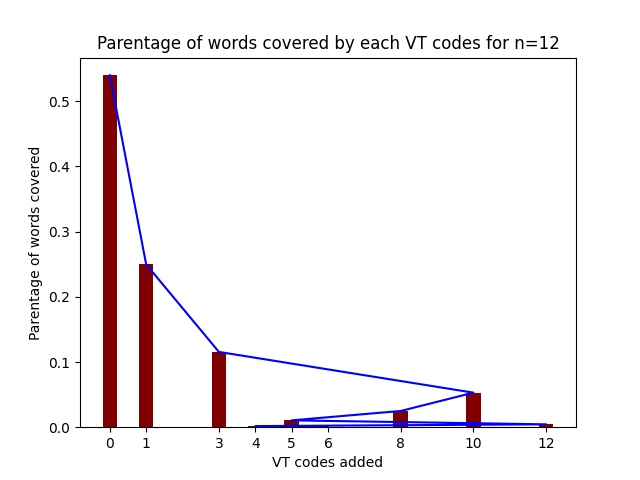 Parentage of words covered by each VT codes for n=12
Parentage of words covered
0.5
0.4
0.3
0.2
0.1
0.0
0 1 3 4 5 6 8 10 12
VT codes added